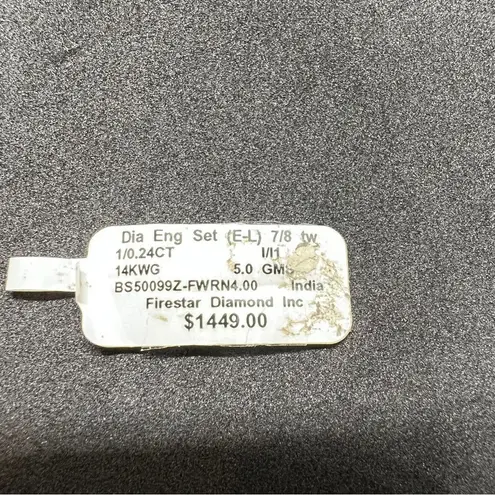 Dia Eng Set (E-L) 7/8 tw
1/0.24CT I/I1
14KWG 5.0 GMS
BS50099Z-FWRN4.00 India
Firestar Diamond Inc
$1449.00